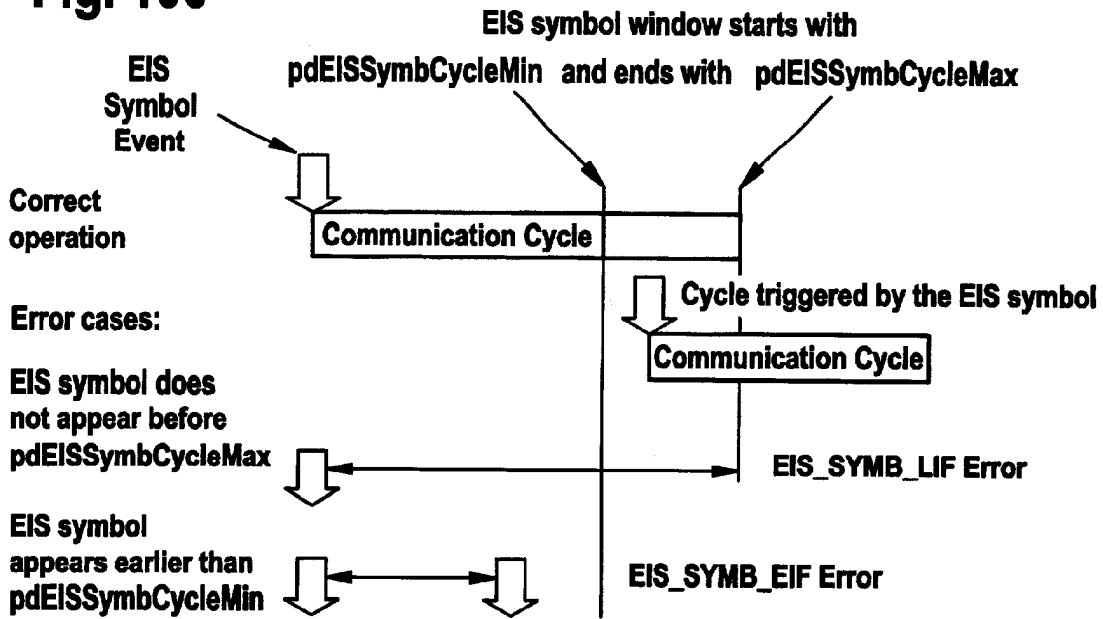 EIS symbol window starts with
pdEISSymbCycleMin and ends with pdEISSymbCycleMax
EIS
Symbol
Event
Correct
operation
Communication Cycle
Cycle triggered by the EIS symbol
Communication Cycle
Error cases:
EIS symbol does
not appear before
pdEISSymbCycleMax
EIS_SYMB_LIF Error
EIS symbol
appears earlier than
pdEISSymbCycleMin
EIS_SYMB_EIF Error